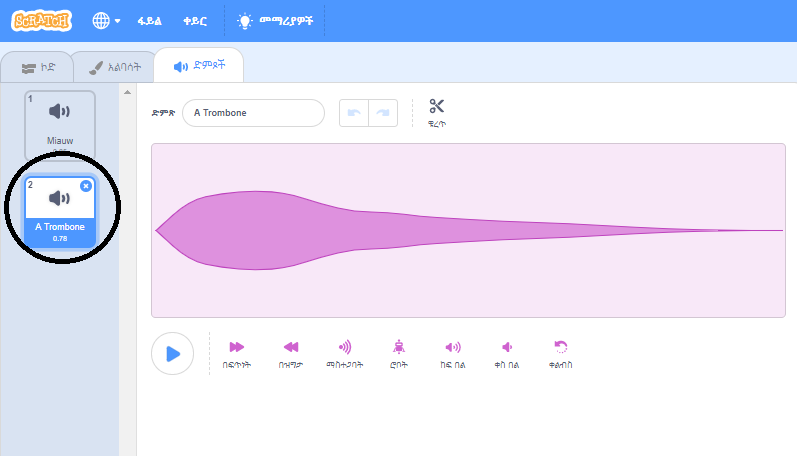 SCRATCH
ፋይል
ቀይር
መማሪያዎች
ኮድ
አልባሳት
ድምጾች
1
Miauw
2
A Trombone
0.78
ድምጽ
A Trombone
ቁረጥ
በፍጥነት
በዝግታ
ማስተጋባት
ሮቦት
ከፍ በል
ቀስ በል
ቀልብስ